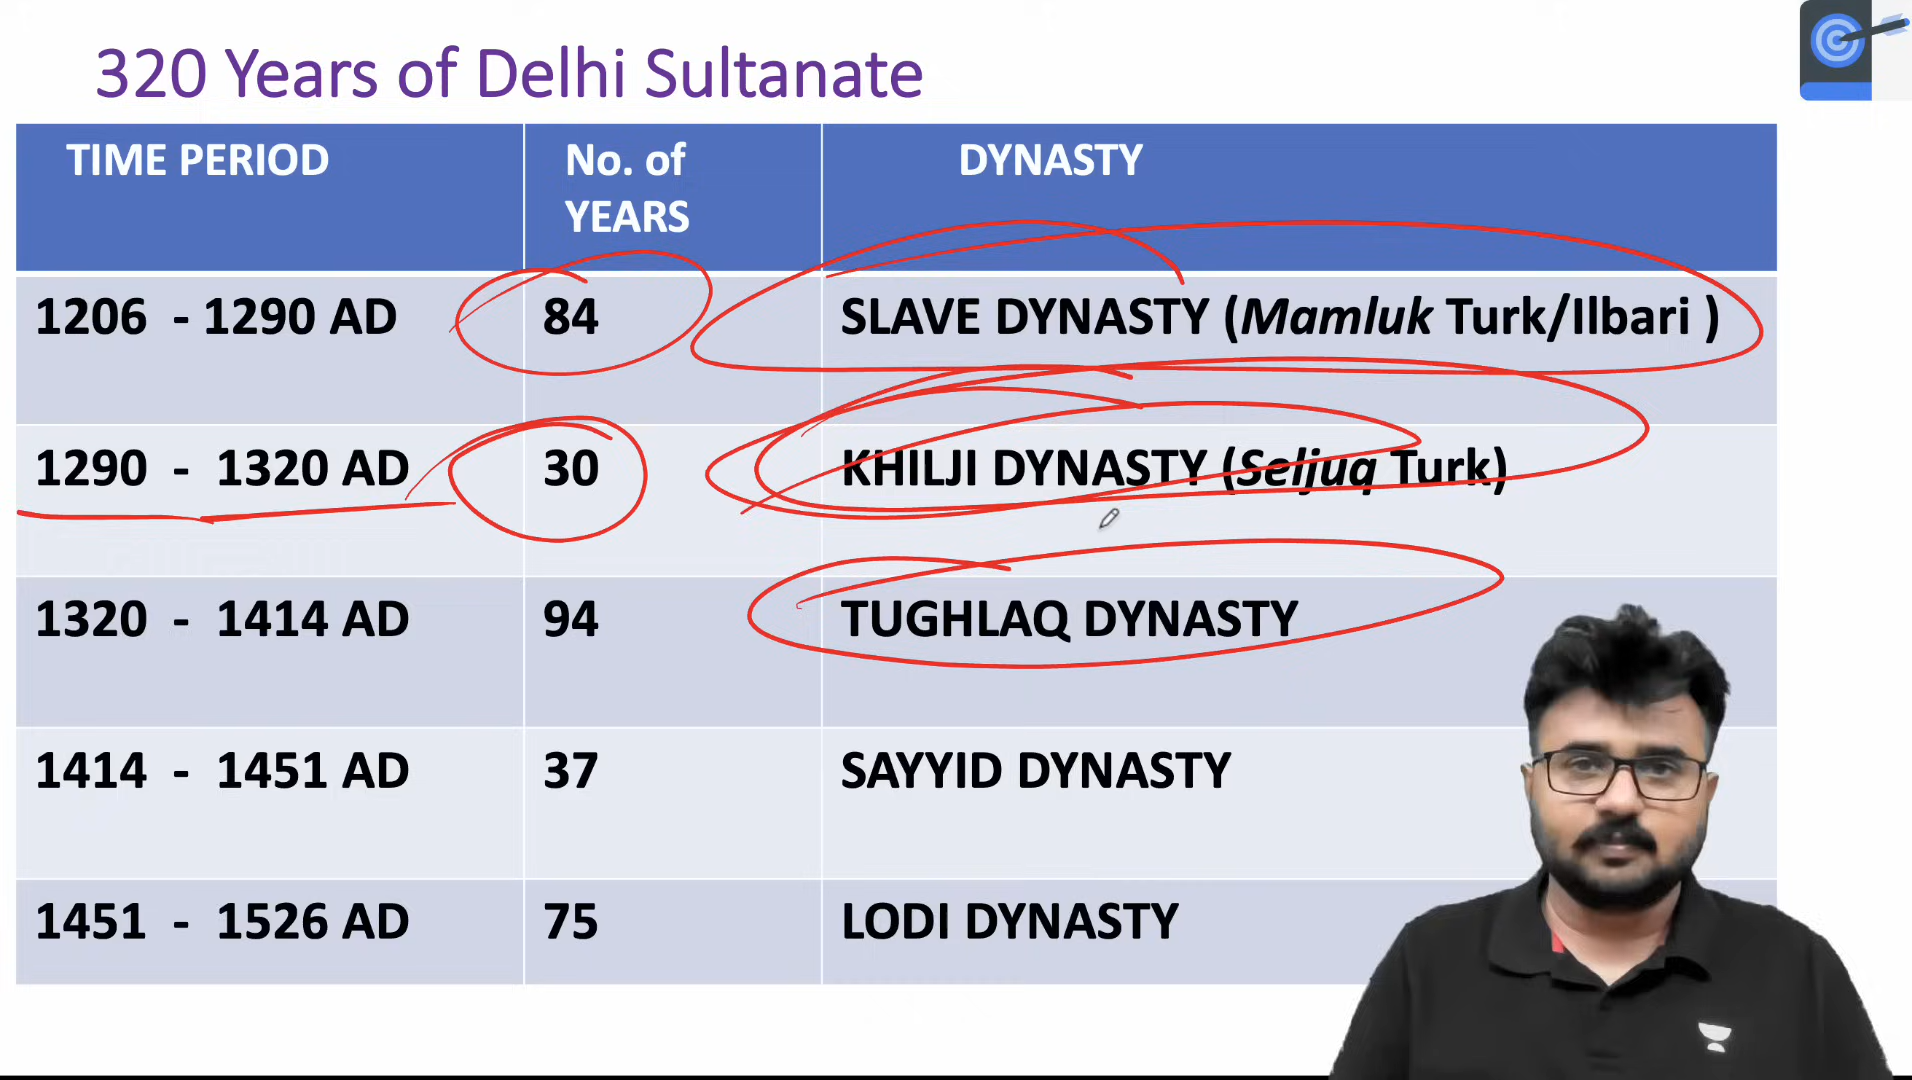 320 Years of Delhi Sultanate
TIME PERIOD No. of YEARS DYNASTY
1206 - 1290 AD 84 SLAVE DYNASTY (Mamluk Turk/Ilbari )
1290 - 1320 AD 30 KHILJI DYNASTY (Seljuq Turk)
1320 - 1414 AD 94 TUGHLAQ DYNASTY
1414 - 1451 AD 37 SAYYID DYNASTY
1451 - 1526 AD 75 LODI DYNASTY